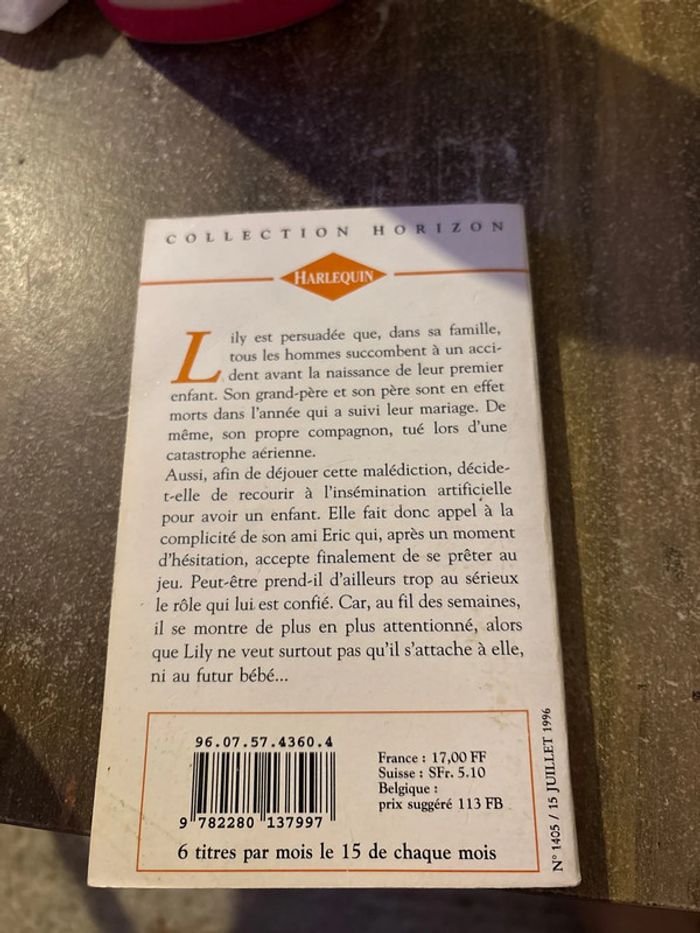 COLLECTION HORIZON
HARLEQUIN
Lily est persuadée que, dans sa famille,
tous les hommes succombent à un acci-
dent avant la naissance de leur premier
enfant. Son grand-père et son père sont en effet
morts dans l'année qui a suivi leur mariage. De
même, son propre compagnon, tué lors d'une
catastrophe aérienne.
Aussi, afin de déjouer cette malédiction, décide-
t-elle de recourir à l'insémination artificielle
pour avoir un enfant. Elle fait donc appel à la
complicité de son ami Eric qui, après un moment
d'hésitation, accepte finalement de se prêter au
jeu. Peut-être prend-il d'ailleurs trop au sérieux
le rôle qui lui est confié. Car, au fil des semaines,
il se montre de plus en plus attentionné, alors
que Lily ne veut surtout pas qu'il s'attache à elle,
ni au futur bébé...
96.07.57.4360.4
9 782280 137997
France : 17,00 FF
Suisse : SFr. 5.10
Belgique :
prix suggéré 113 FB
6 titres par mois le 15 de chaque mois
N° 1405 / 15 JUILLET 1996